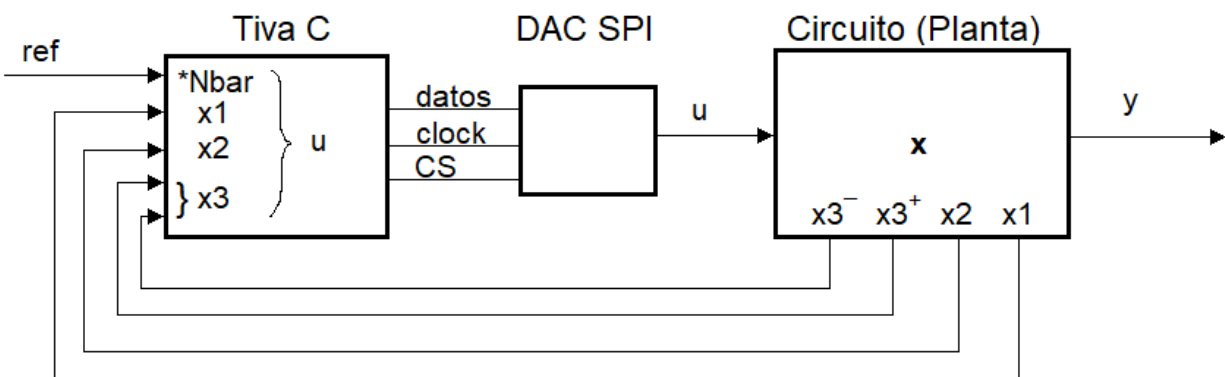 Tiva C
DAC SPI
Circuito (Planta)
ref
*Nbar
x1
x2
} x3
u
datos
clock
CS
u
x
x3⁻ x3⁺ x2 x1
y